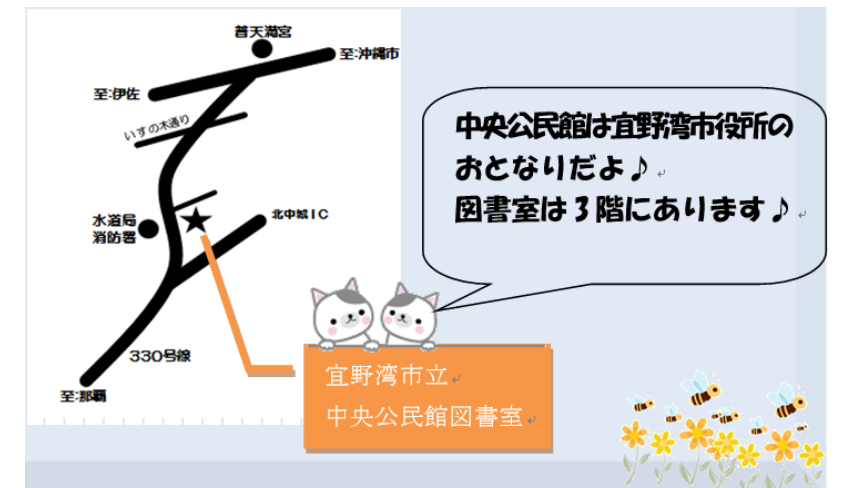 普天満宮
至:沖縄市
至:伊佐
いすの木通り
水道局
消防署
北中城IC
330号線
至:那覇
中央公民館は宜野湾市役所の
おとなりだよ♪
図書室は3階にあります♪
宜野湾市立
中央公民館図書室